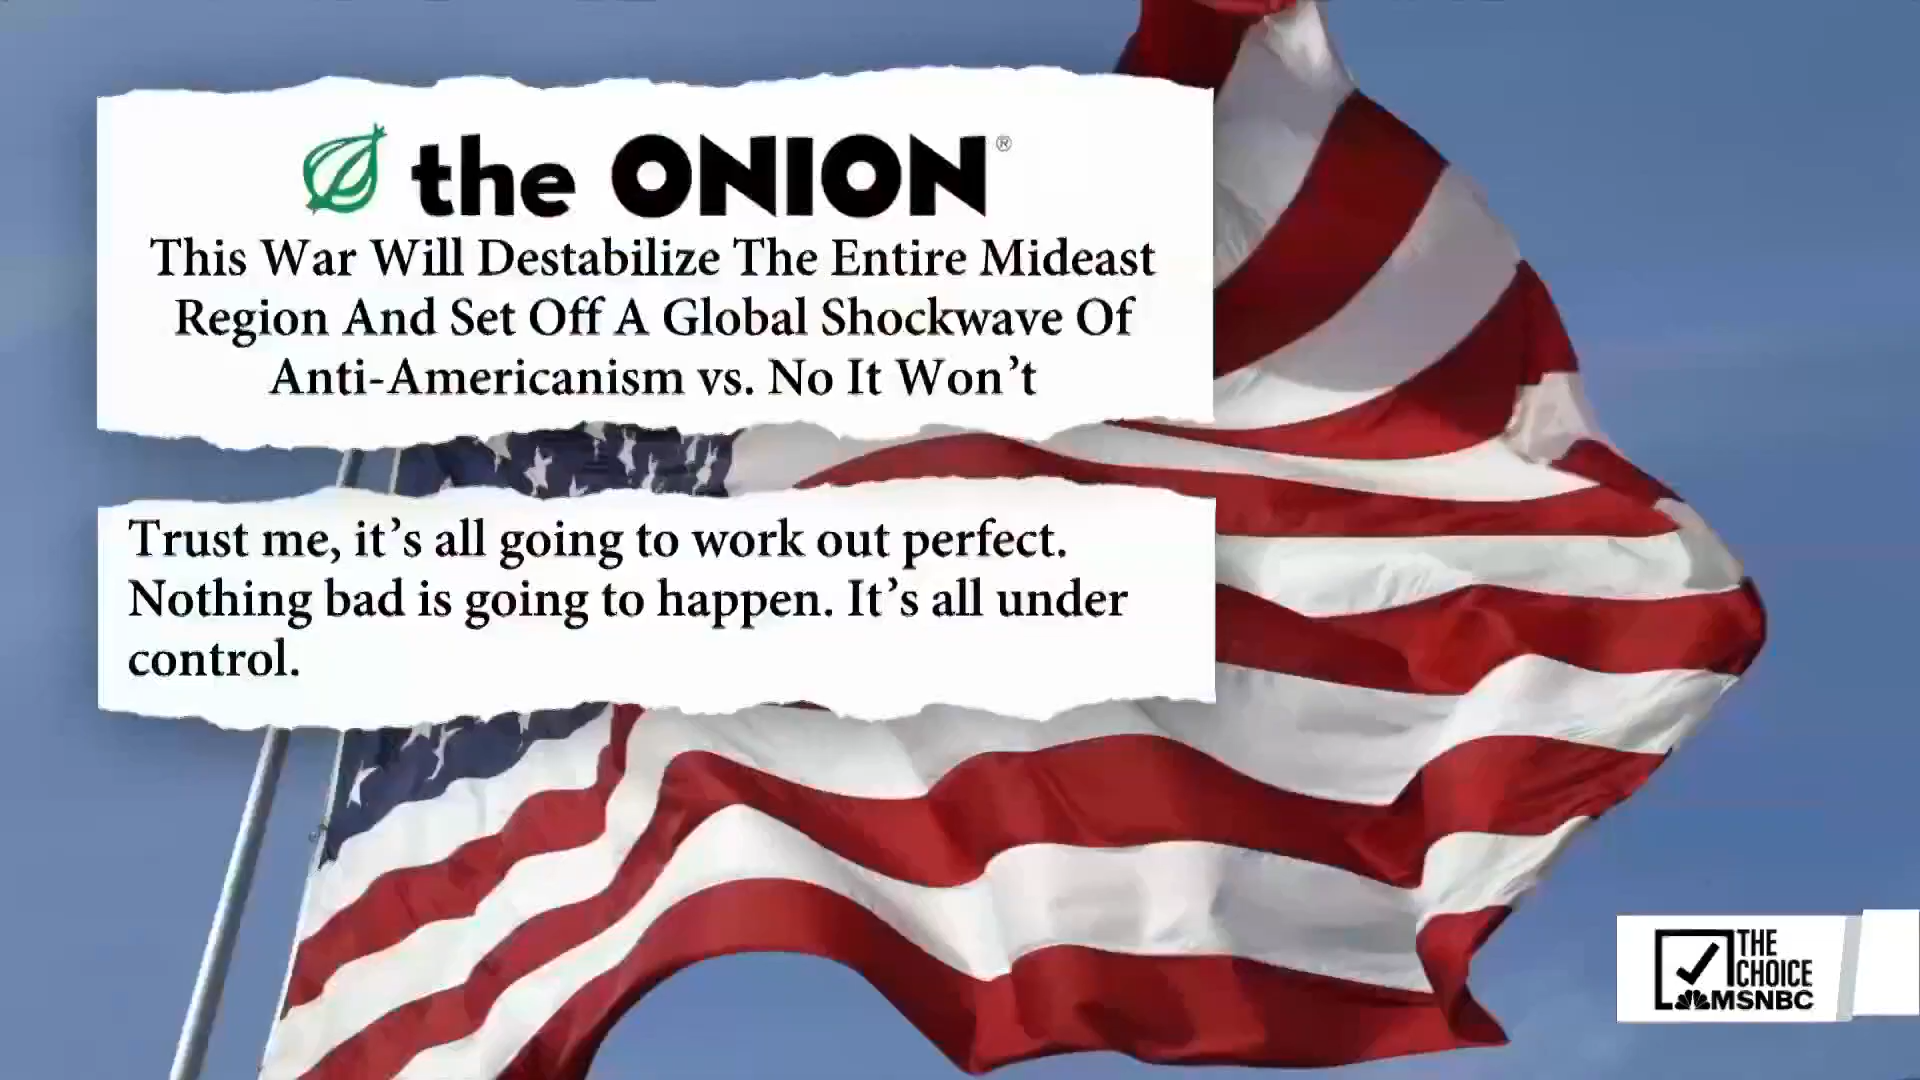 the ONION®
This War Will Destabilize The Entire Mideast
Region And Set Off A Global Shockwave Of
Anti-Americanism vs. No It Won’t
Trust me, it’s all going to work out perfect.
Nothing bad is going to happen. It’s all under
control.
THE
CHOICE
MSNBC